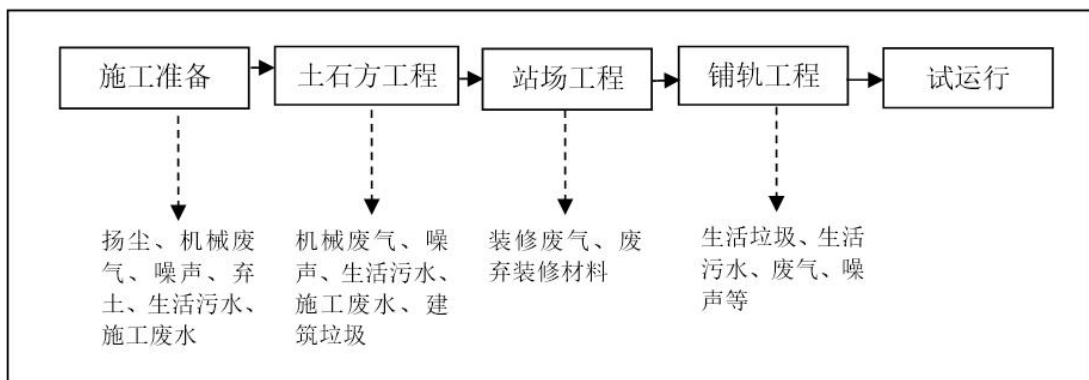 施工准备
土石方工程
站场工程
铺轨工程
试运行
扬尘、机械废
气、噪声、弃
土、生活污水、
施工废水
机械废气、噪
声、生活污水、
施工废水、建
筑垃圾
装修废气、废
弃装修材料
生活垃圾、生活
污水、废气、噪
声等